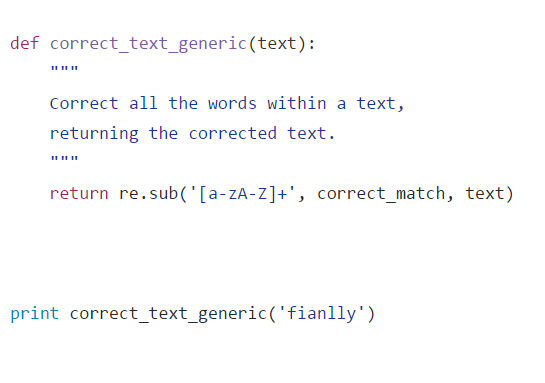 def correct_text_generic(text):
    """
    Correct all the words within a text,
    returning the corrected text.
    """
    return re.sub('[a-zA-Z]+', correct_match, text)
print correct_text_generic('fianlly')